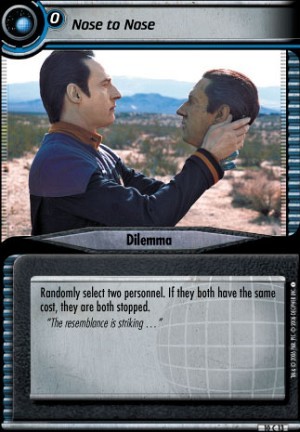 0
Nose to Nose
Dilemma
Randomly select two personnel. If they both have the same
cost, they are both stopped.
"The resemblance is striking …"